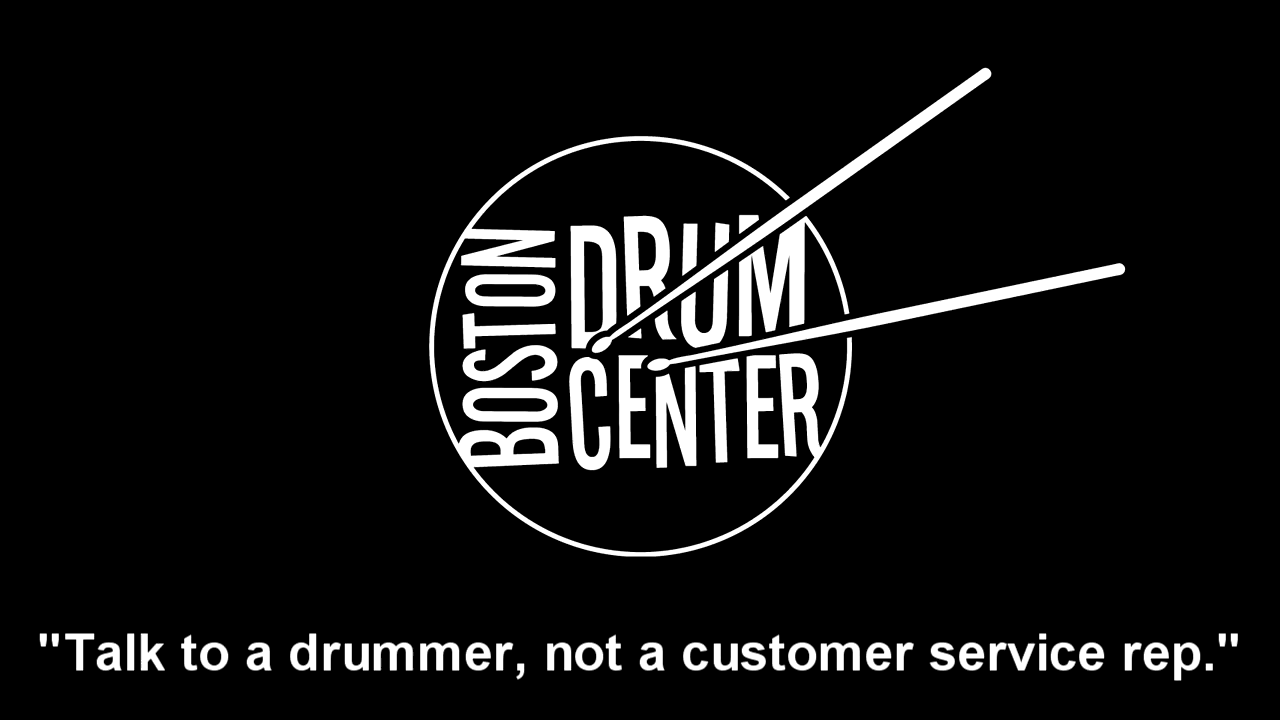 BOSTON
DRUM
CENTER
"Talk to a drummer, not a customer service rep."